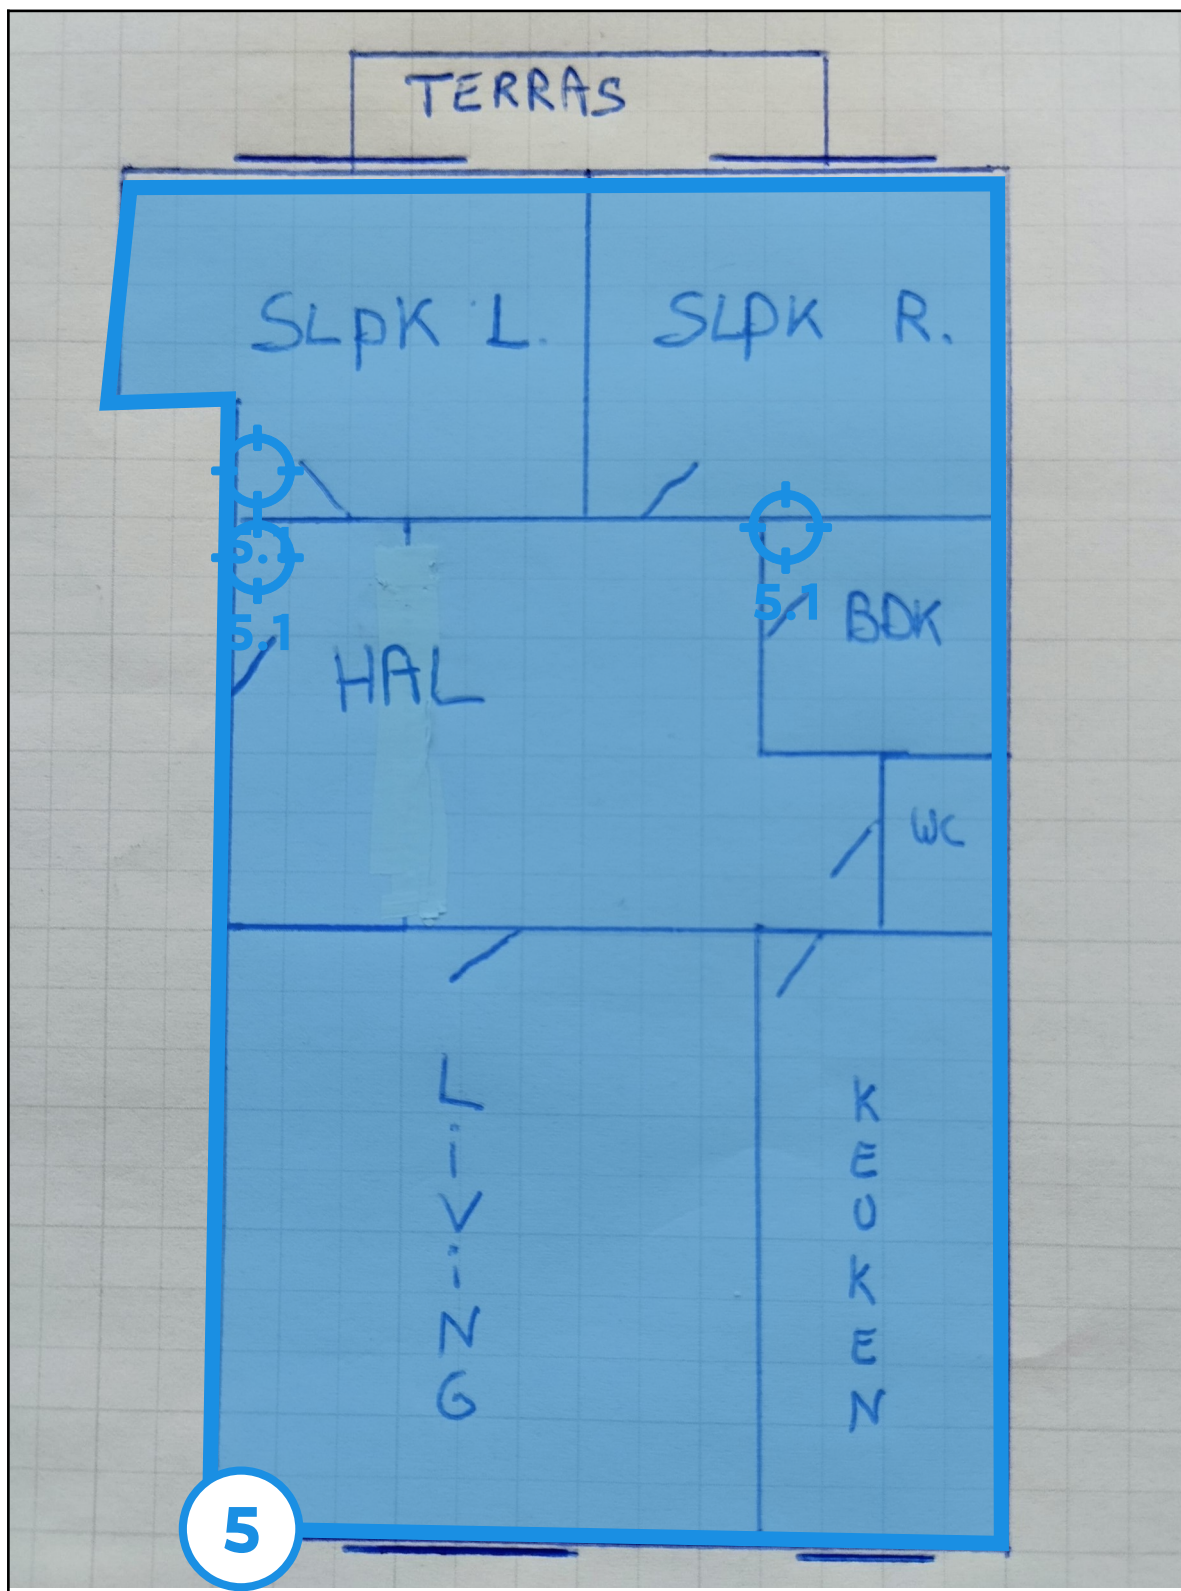 TERRAS
SLPK L.
SLPK R.
5.1
5.1
5.1
BDK
HAL
WC
LIVING
KEUKEN
5